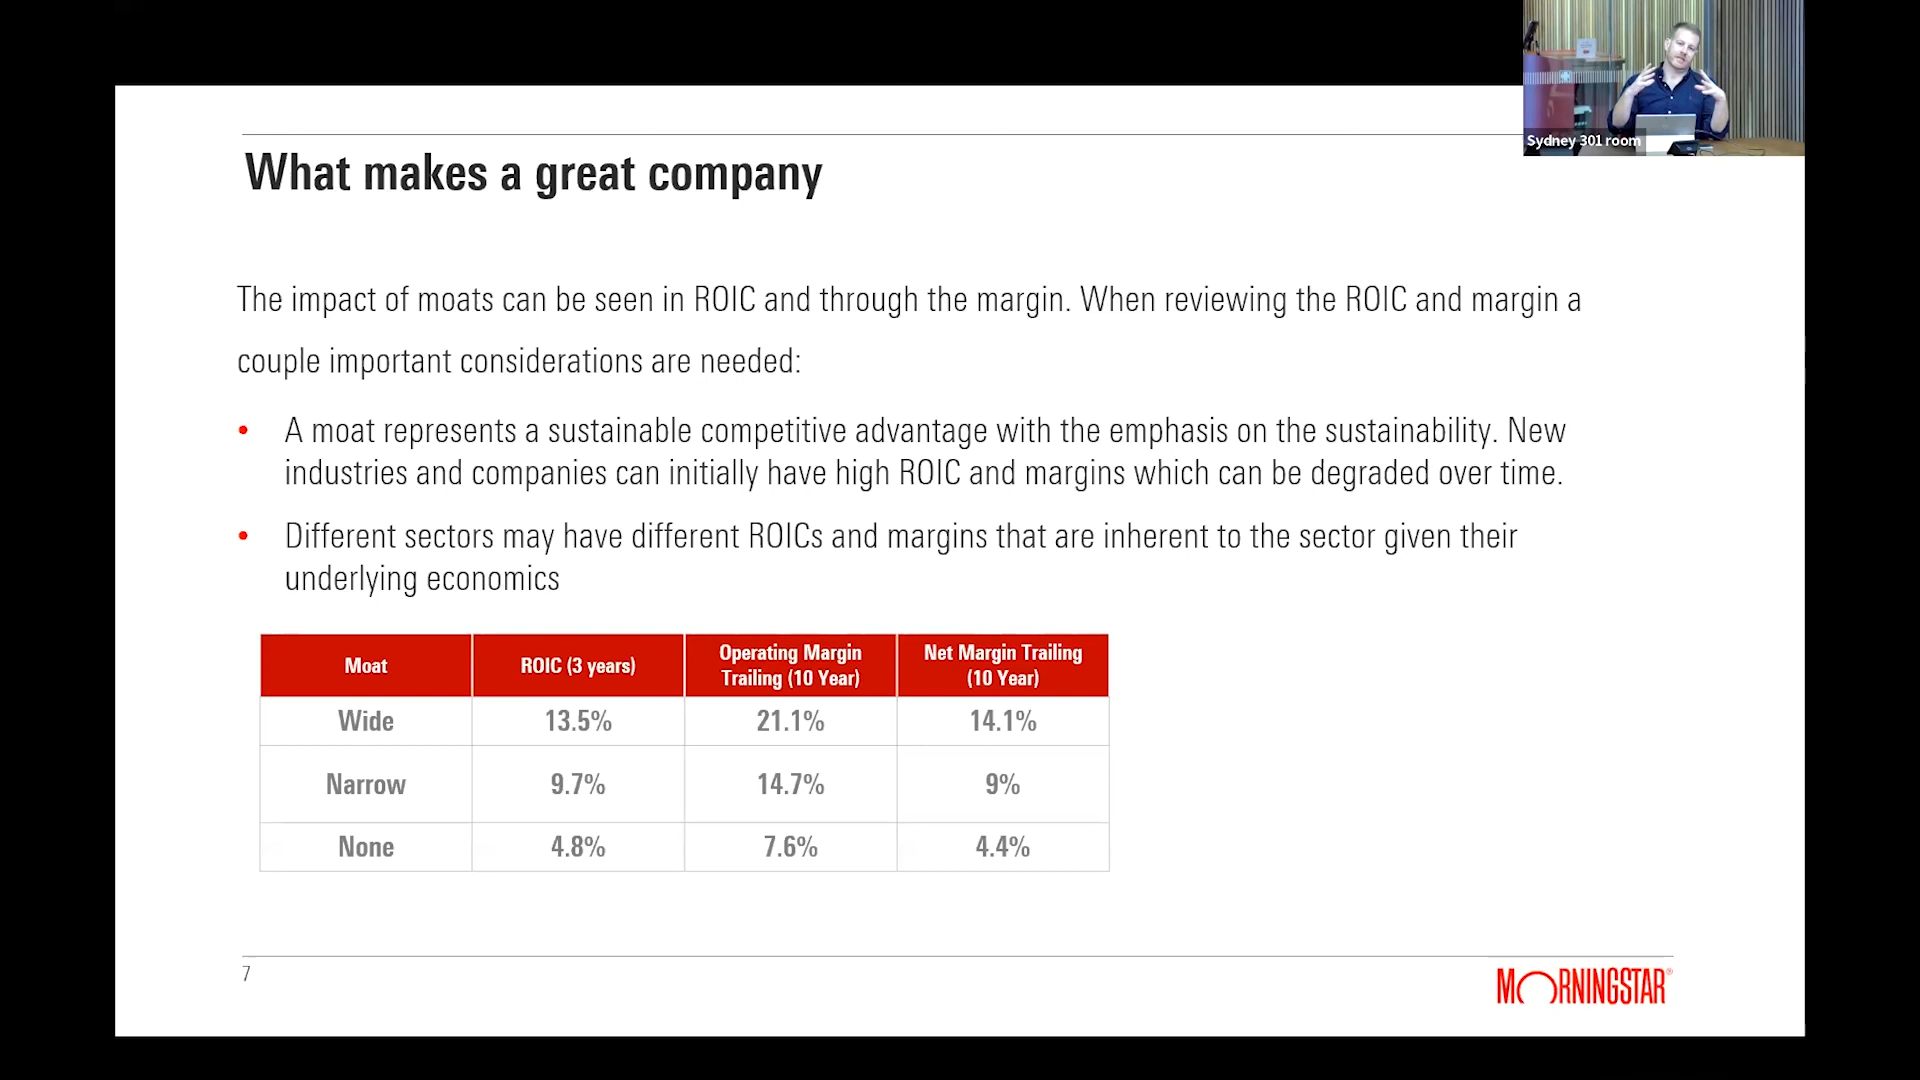 Sydney 301 room
What makes a great company
The impact of moats can be seen in ROIC and through the margin. When reviewing the ROIC and margin a
couple important considerations are needed:
• A moat represents a sustainable competitive advantage with the emphasis on the sustainability. New
industries and companies can initially have high ROIC and margins which can be degraded over time.
• Different sectors may have different ROICs and margins that are inherent to the sector given their
underlying economics
Moat ROIC (3 years) Operating Margin Trailing (10 Year) Net Margin Trailing (10 Year)
Wide 13.5% 21.1% 14.1%
Narrow 9.7% 14.7% 9%
None 4.8% 7.6% 4.4%
7
MORNINGSTAR®